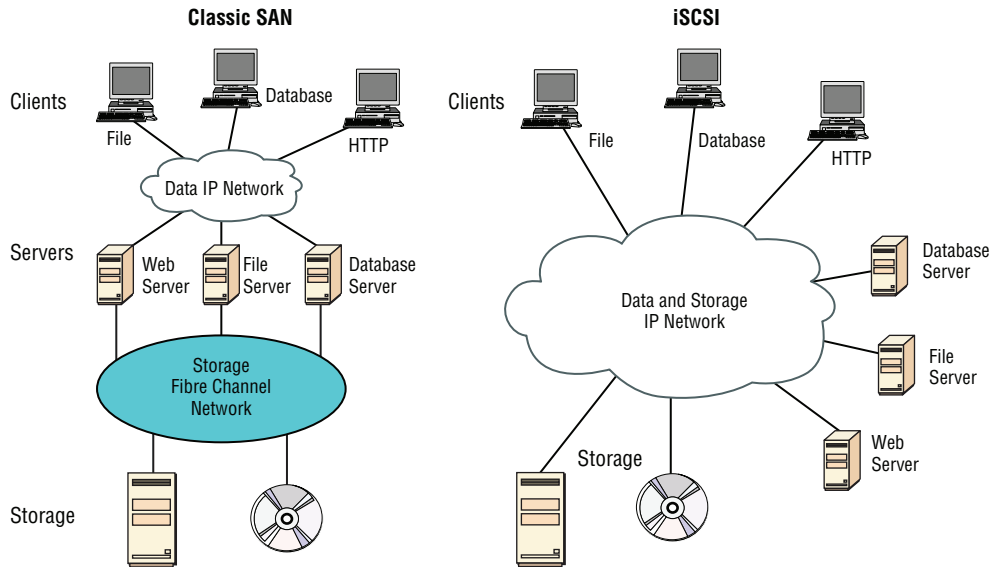 Classic SAN
Clients
File
Database
HTTP
Data IP Network
Servers
Web
Server
File
Server
Database
Server
Storage
Fibre Channel
Network
Storage
iSCSI
Clients
File
Database
HTTP
Data and Storage
IP Network
Database
Server
File
Server
Web
Server
Storage